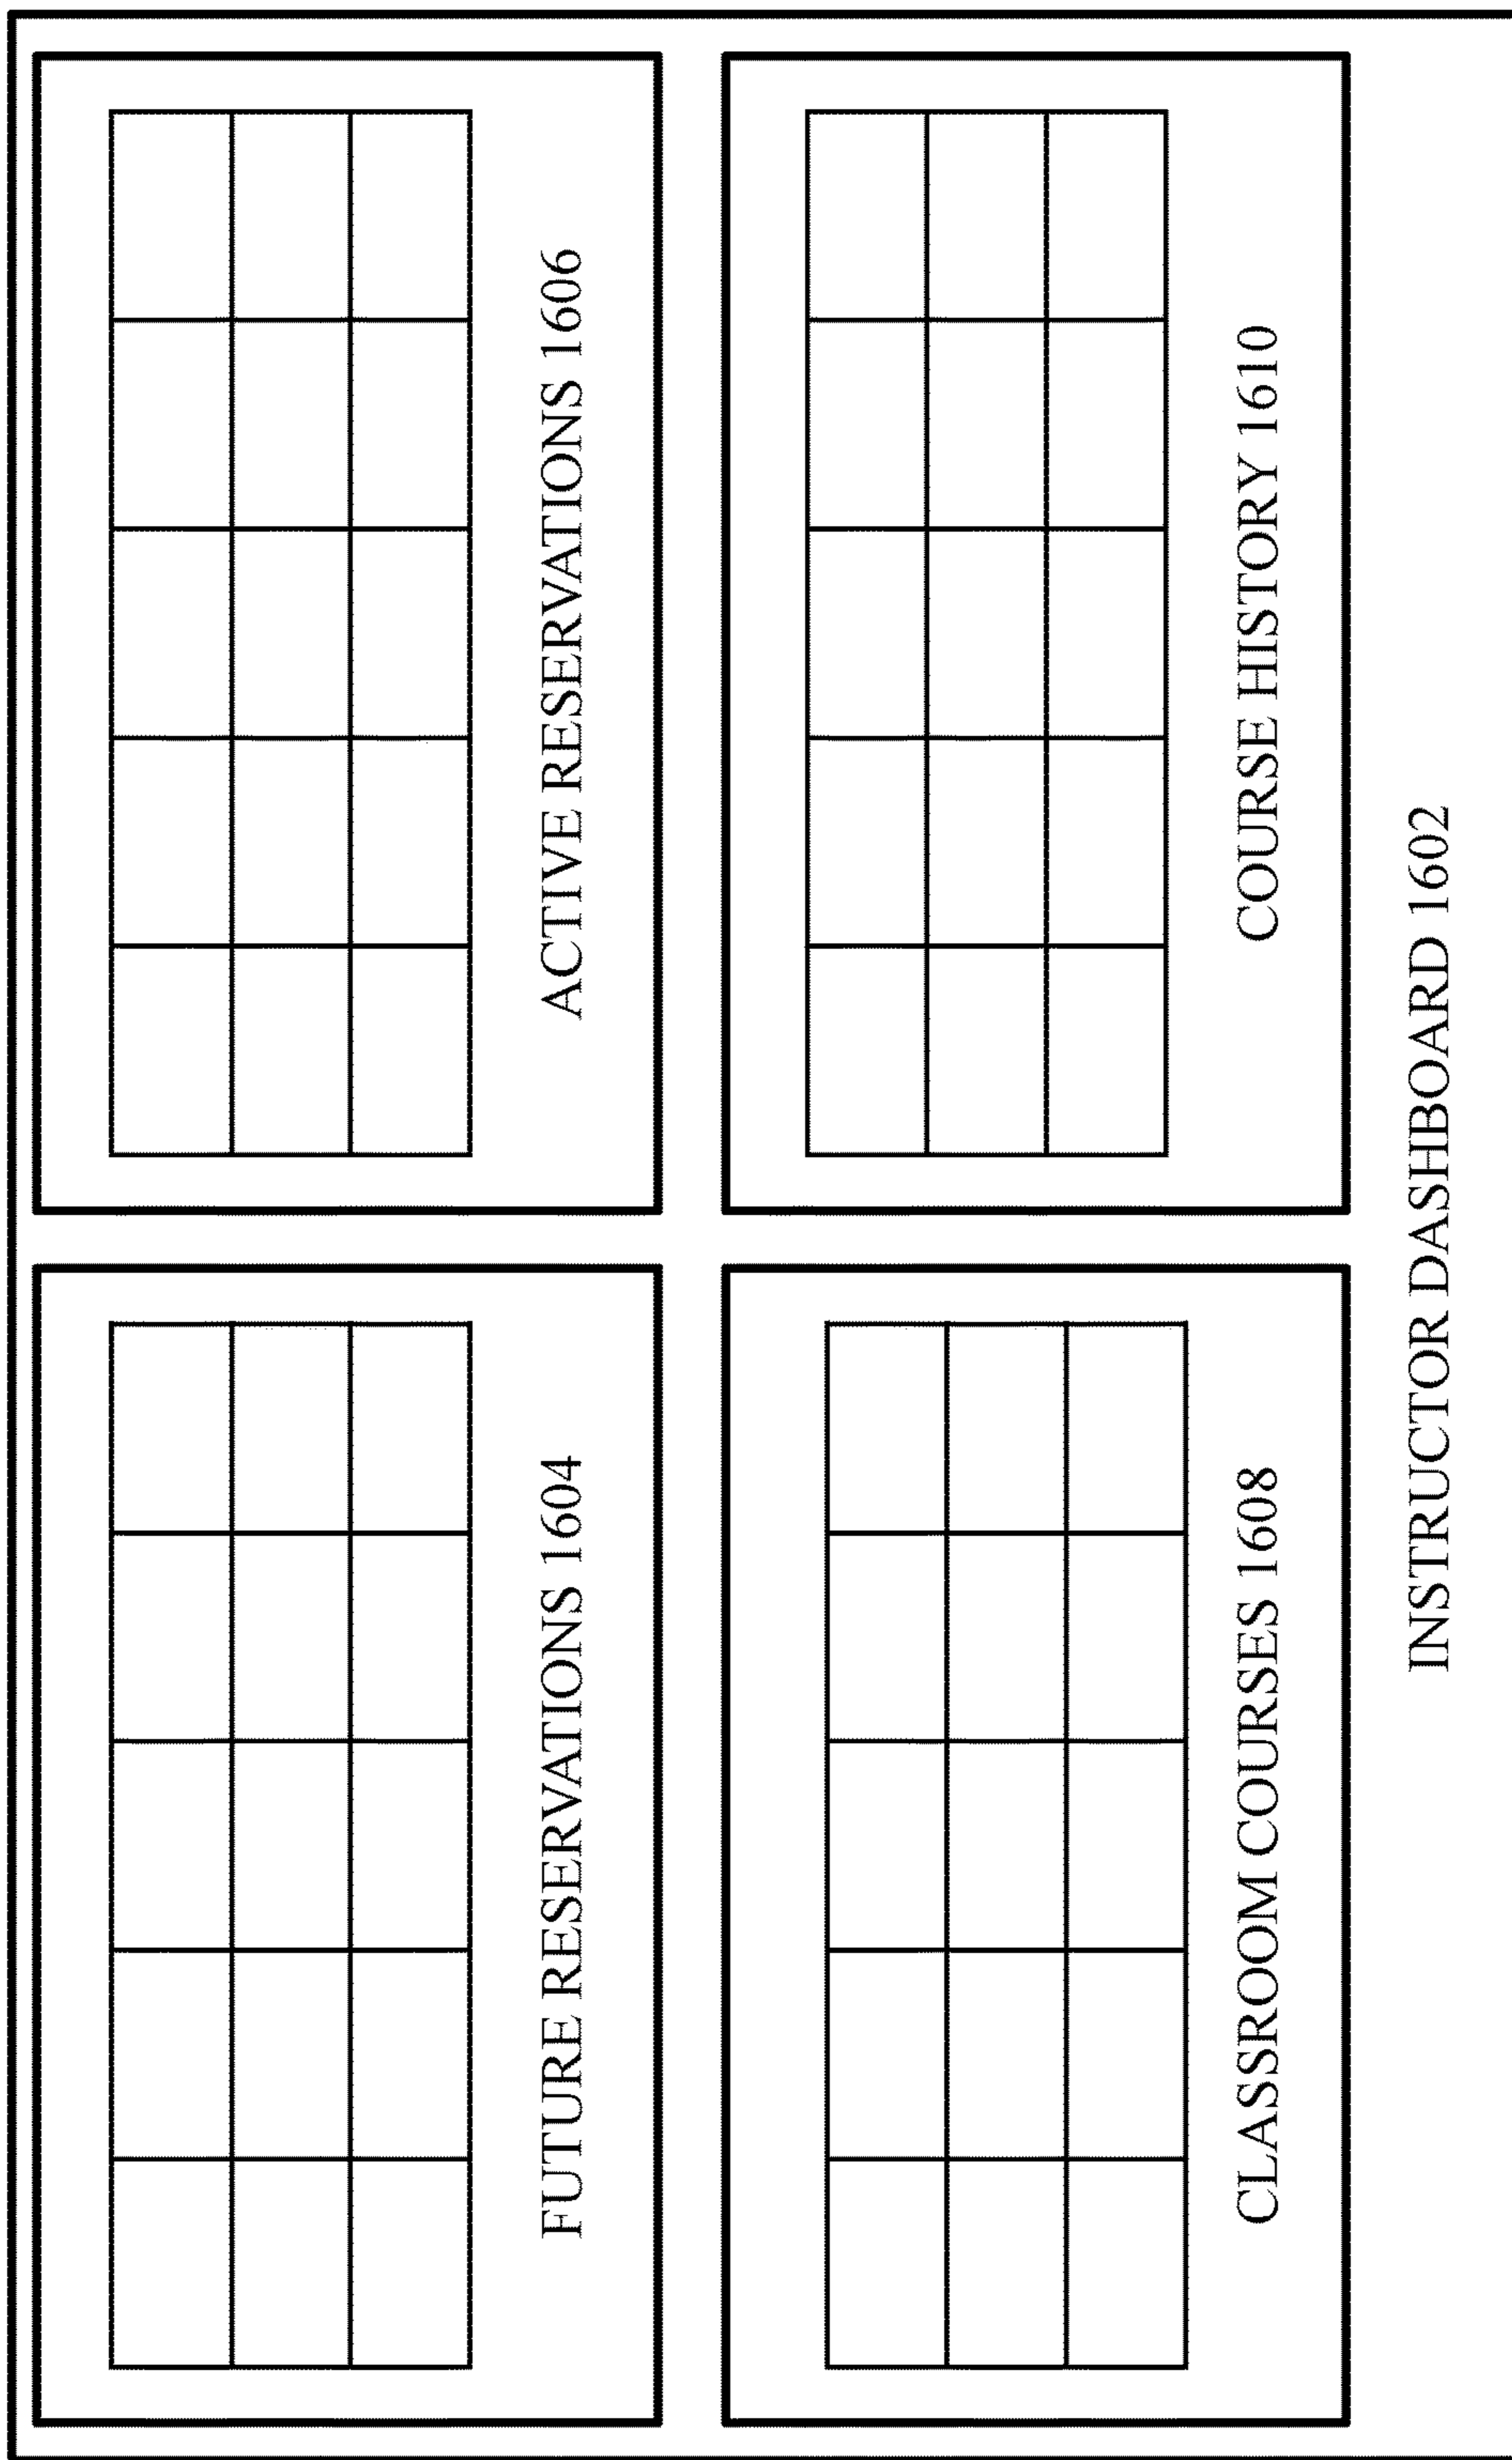 FUTURE RESERVATIONS 1604
ACTIVE RESERVATIONS 1606
CLASSROOM COURSES 1608
COURSE HISTORY 1610
INSTRUCTOR DASHBOARD 1602